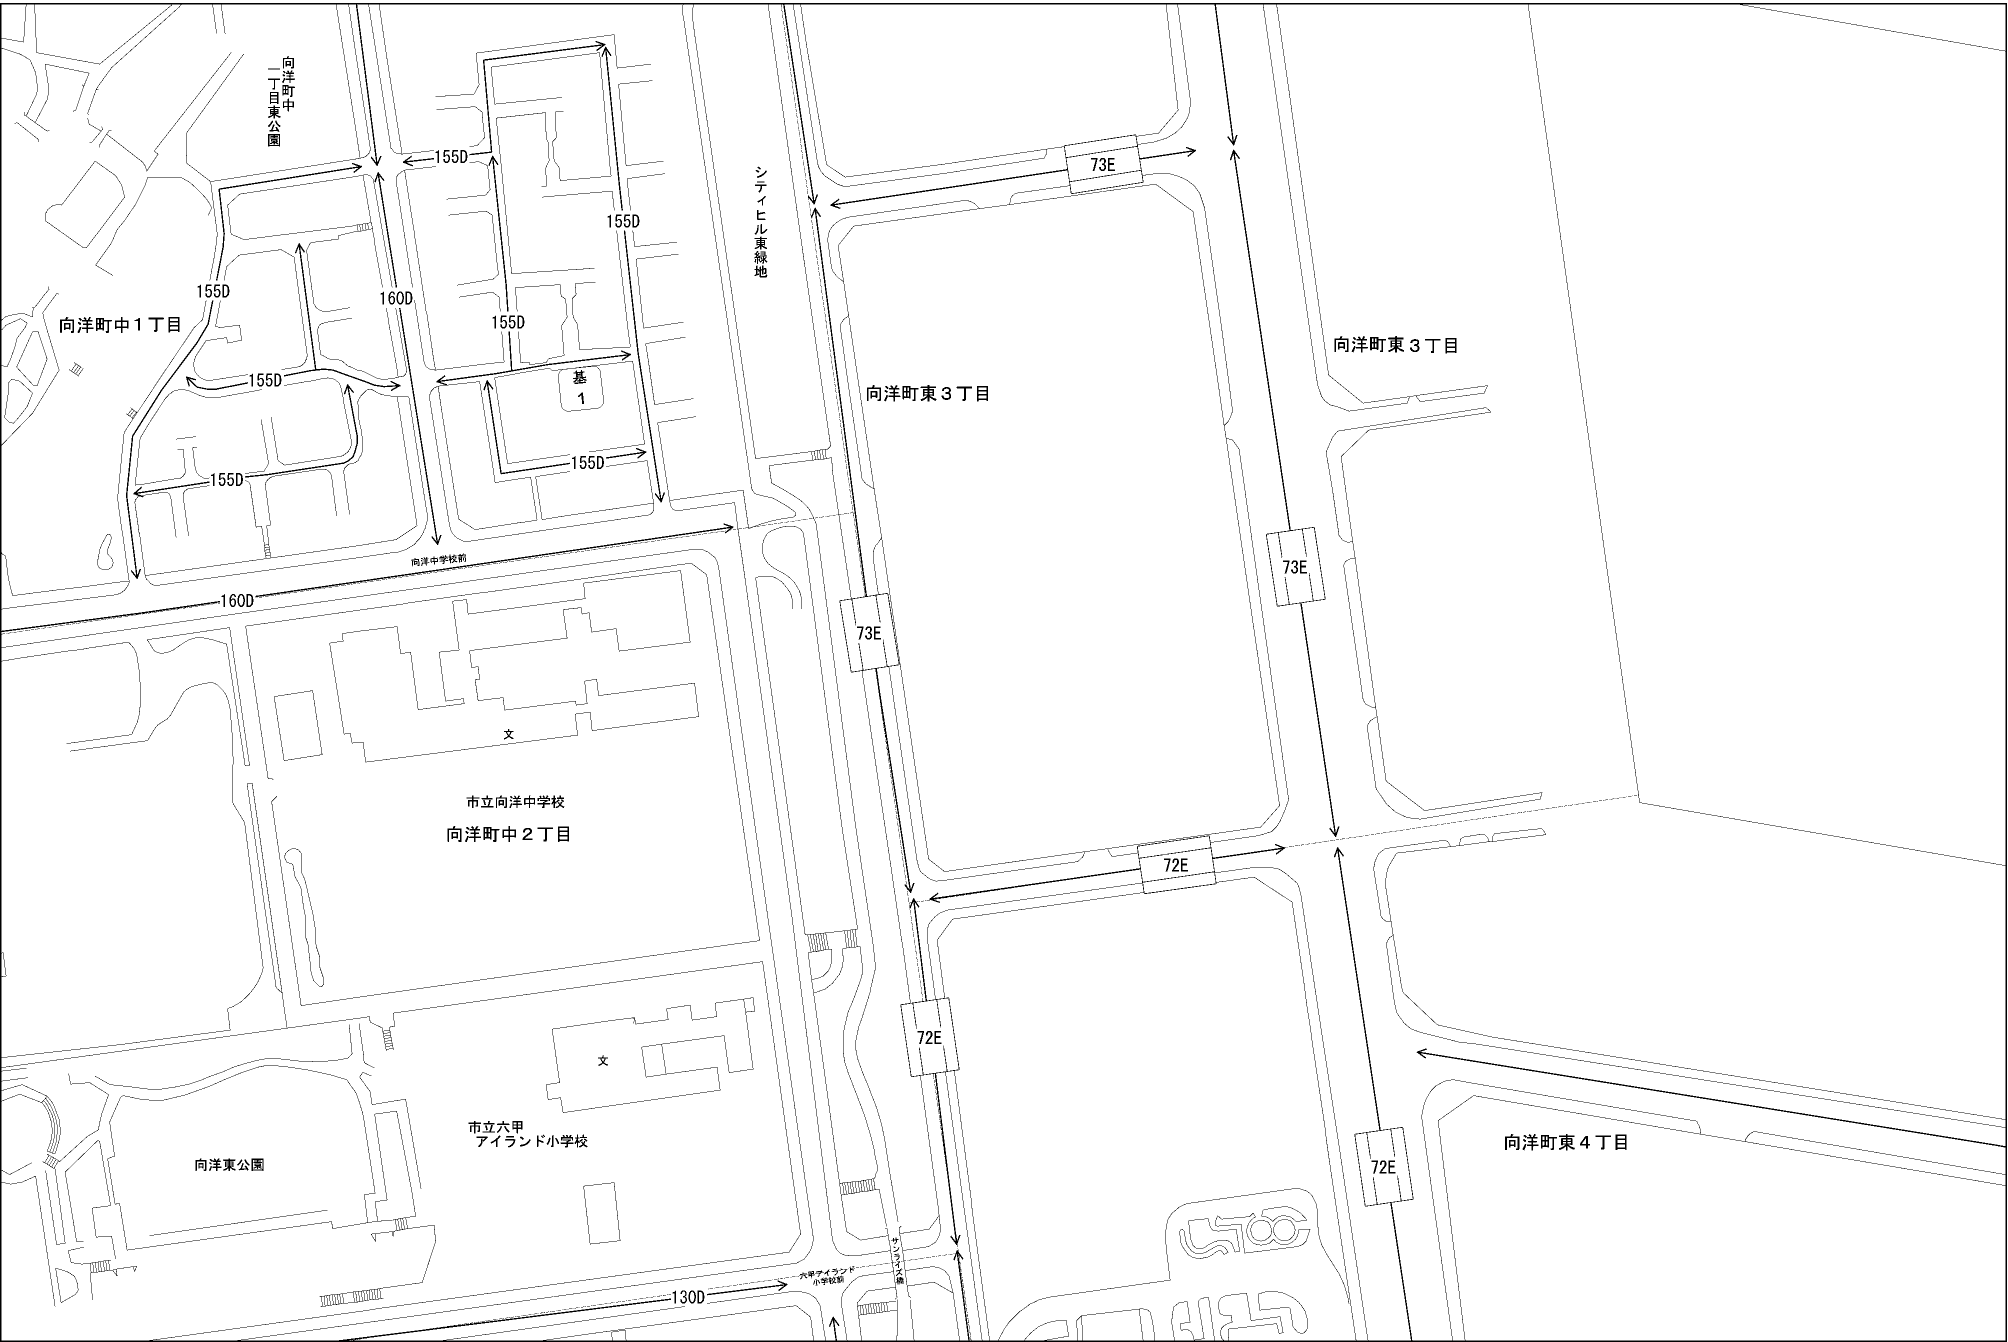 向洋町中
一丁目東公園
155D
73E
シティヒル東緑地
155D
155D
160D
155D
向洋町中１丁目
向洋町東３丁目
155D
基
1
向洋町東３丁目
155D
155D
向洋中学校前
73E
160D
73E
文
市立向洋中学校
向洋町中２丁目
72E
72E
文
市立六甲
アイランド小学校
向洋町東４丁目
向洋東公園
72E
サンライズ橋
六甲アイランド
小学校前
130D